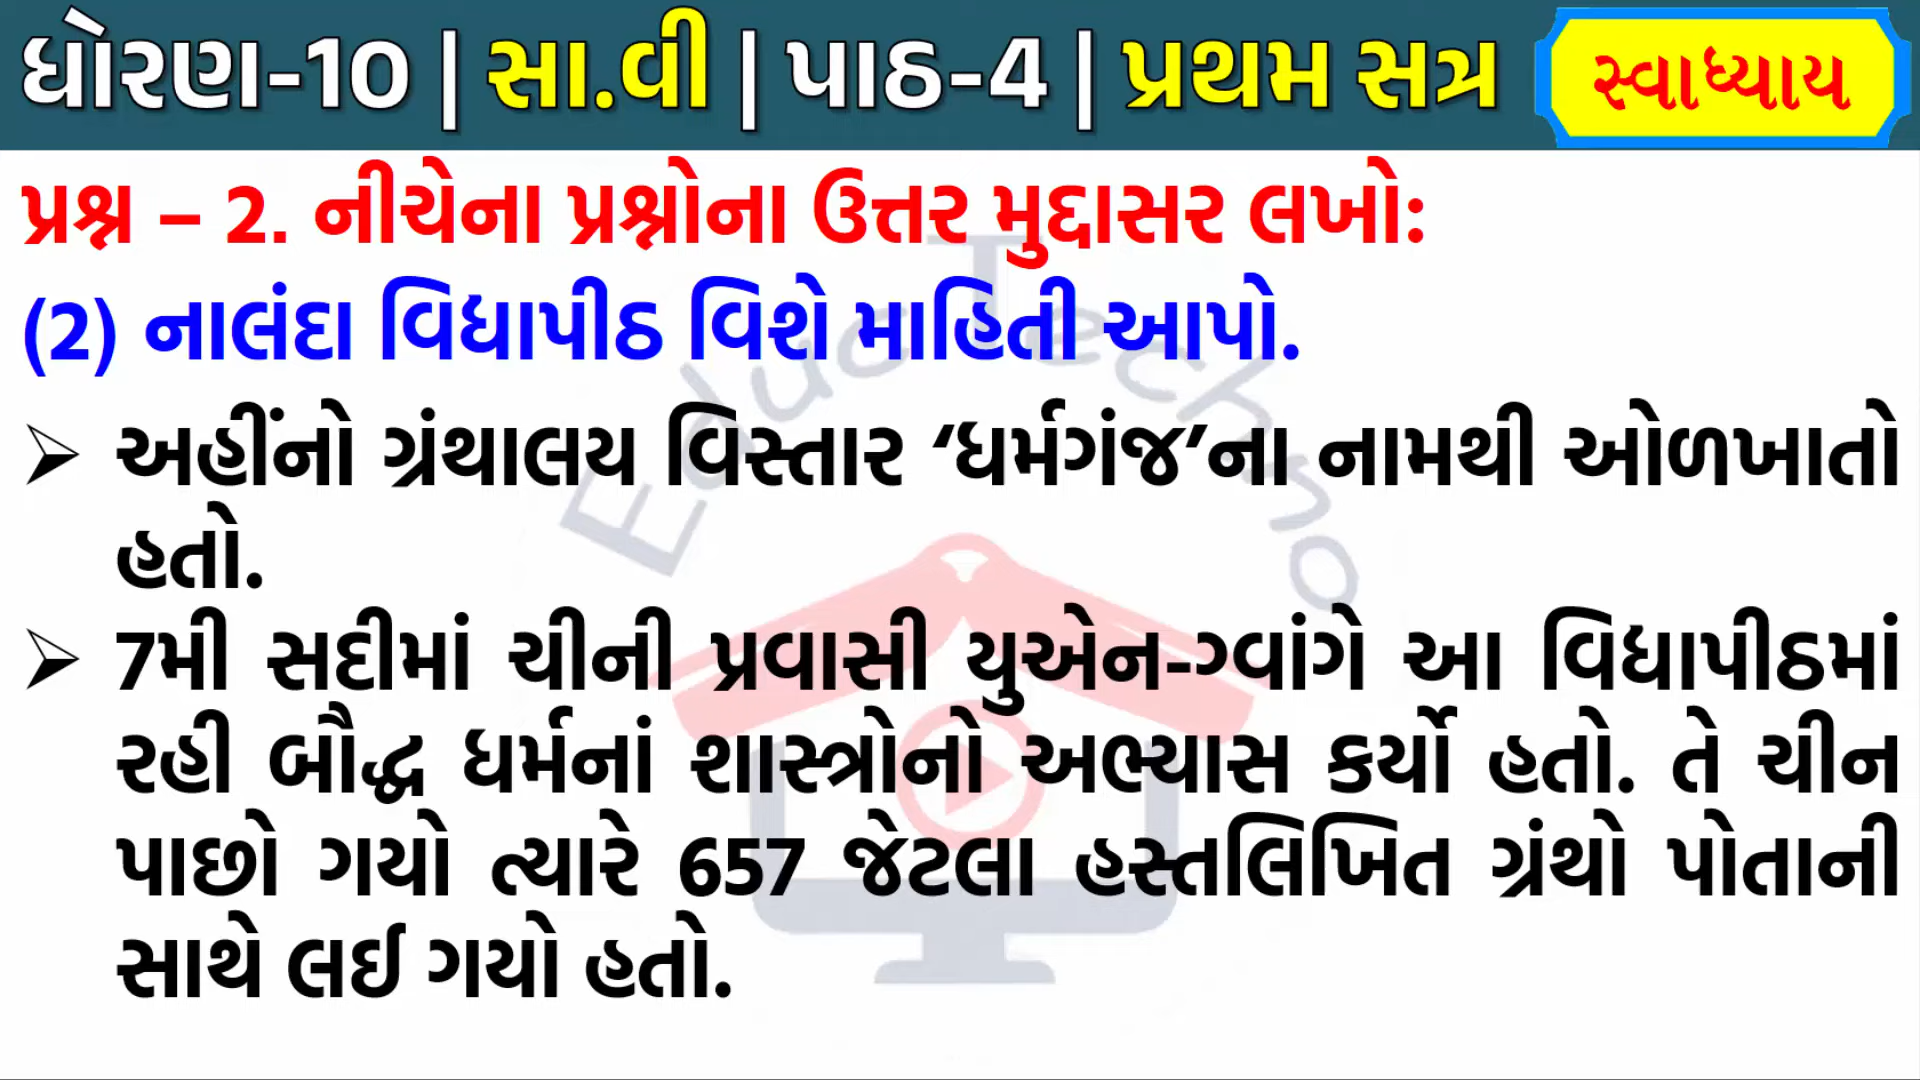 ધોરણ-10 | સા.વી | પાઠ-4 | પ્રથમ સત્ર સ્વાધ્યાય
પ્રશ્ન – 2. નીચેના પ્રશ્નોના ઉત્તર મુદ્દાસર લખો:
(2) નાલંદા વિદ્યાપીઠ વિશે માહિતી આપો.
➢ અહીંનો ગ્રંથાલય વિસ્તાર ‘ધર્મગંજ’ના નામથી ઓળખાતો
હતો.
➢ 7મી સદીમાં ચીની પ્રવાસી યુએન-ગ્વાંગે આ વિદ્યાપીઠમાં
રહી બૌદ્ધ ધર્મનાં શાસ્ત્રોનો અભ્યાસ કર્યો હતો. તે ચીન
પાછો ગયો ત્યારે 657 જેટલા હસ્તલિખિત ગ્રંથો પોતાની
સાથે લઈ ગયો હતો.
Educ Techno